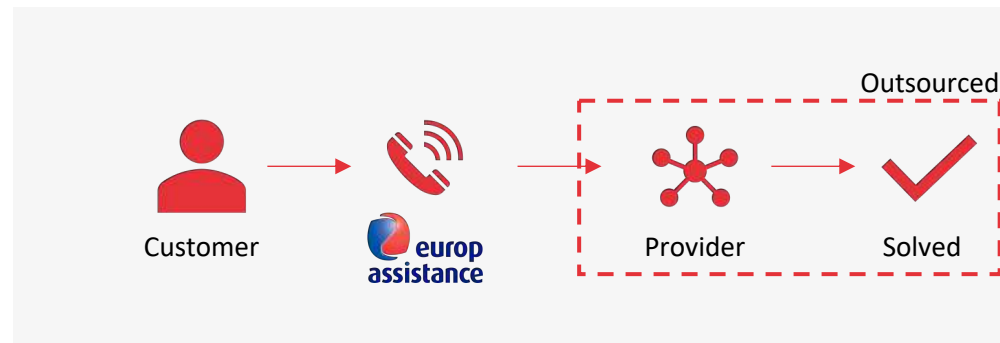 Outsourced
Customer
europ
assistance
Provider
Solved